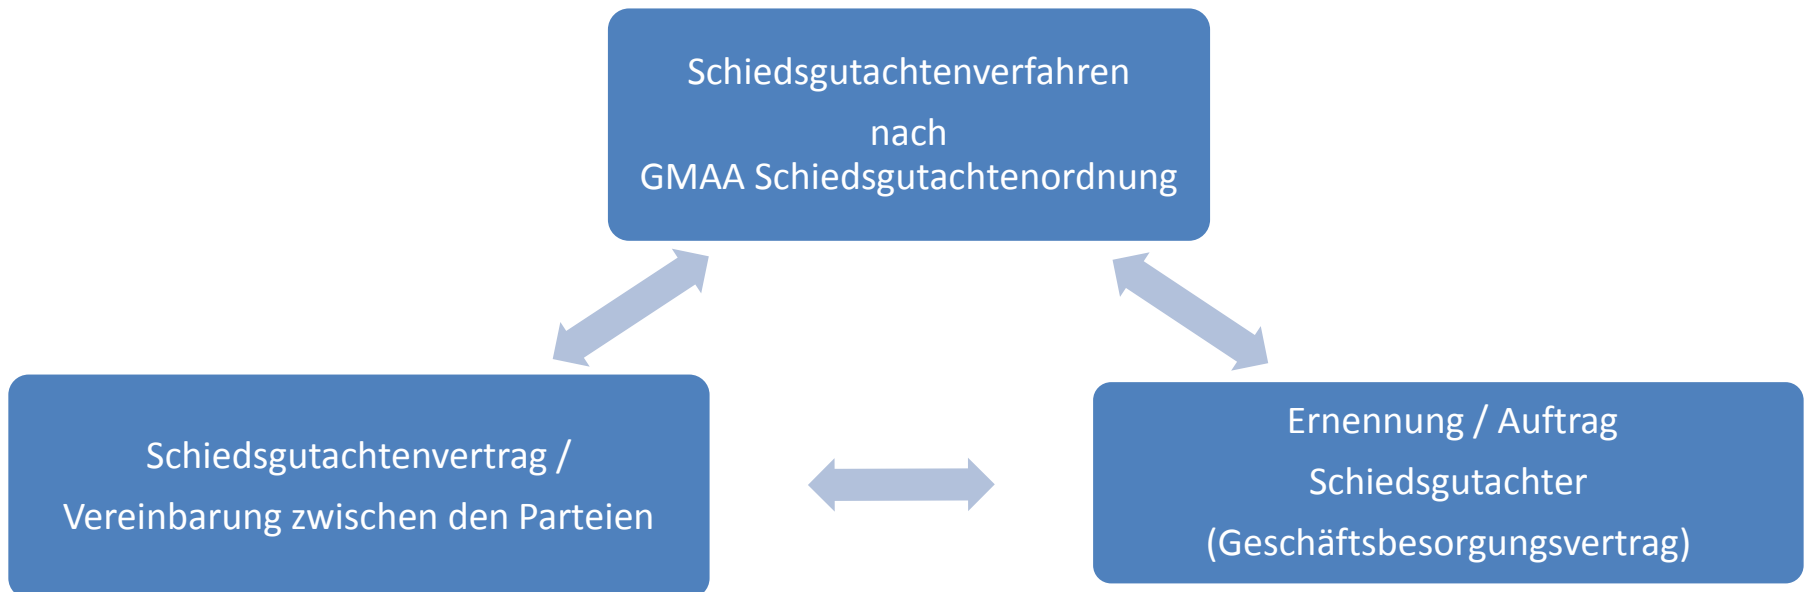 Schiedsgutachtenverfahren
nach
GMAA Schiedsgutachtenordnung
Schiedsgutachtenvertrag /
Vereinbarung zwischen den Parteien
Ernennung / Auftrag
Schiedsgutachter
(Geschäftsbesorgungsvertrag)